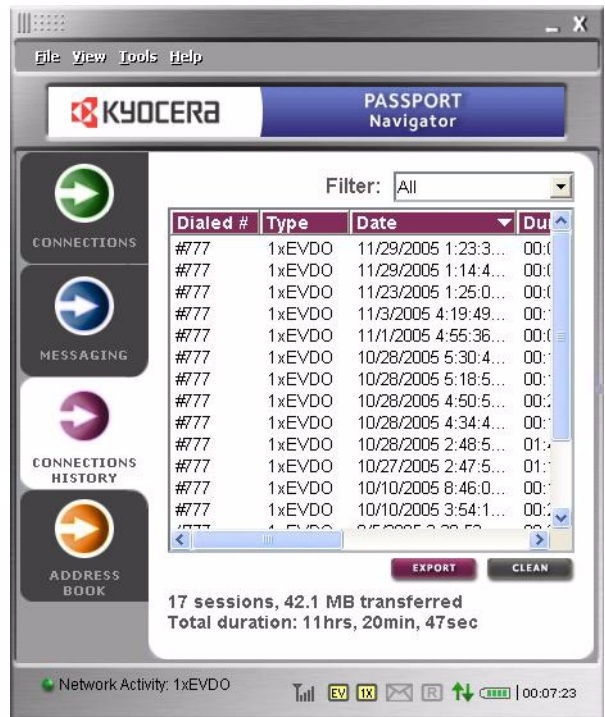 X
File View Tools Help
KYOCERA
PASSPORT
Navigator
CONNECTIONS
MESSAGING
CONNECTIONS
HISTORY
ADDRESS
BOOK
Filter: All
Dialed # Type Date Dur
#777 1xEVDO 11/29/2005 1:23:3...
#777 1xEVDO 11/29/2005 1:14:4...
#777 1xEVDO 11/23/2005 1:25:0...
#777 1xEVDO 11/3/2005 4:19:49...
#777 1xEVDO 11/1/2005 4:55:36...
#777 1xEVDO 10/28/2005 5:30:4...
#777 1xEVDO 10/28/2005 5:18:5...
#777 1xEVDO 10/28/2005 4:50:5...
#777 1xEVDO 10/28/2005 4:34:4...
#777 1xEVDO 10/28/2005 2:48:5...
#777 1xEVDO 10/27/2005 2:47:5...
#777 1xEVDO 10/10/2005 8:46:0...
#777 1xEVDO 10/10/2005 3:54:1...
EXPORT CLEAN
17 sessions, 42.1 MB transferred
Total duration: 11hrs, 20min, 47sec
Network Activity: 1xEVDO EV 1X R 00:07:23